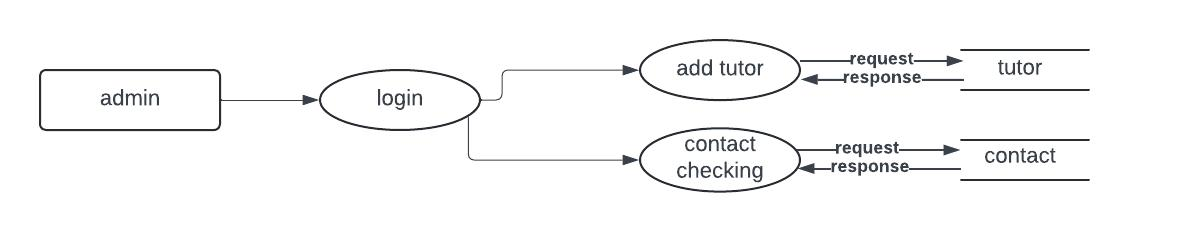 admin
login
add tutor
request
response
tutor
contact
checking
request
response
contact